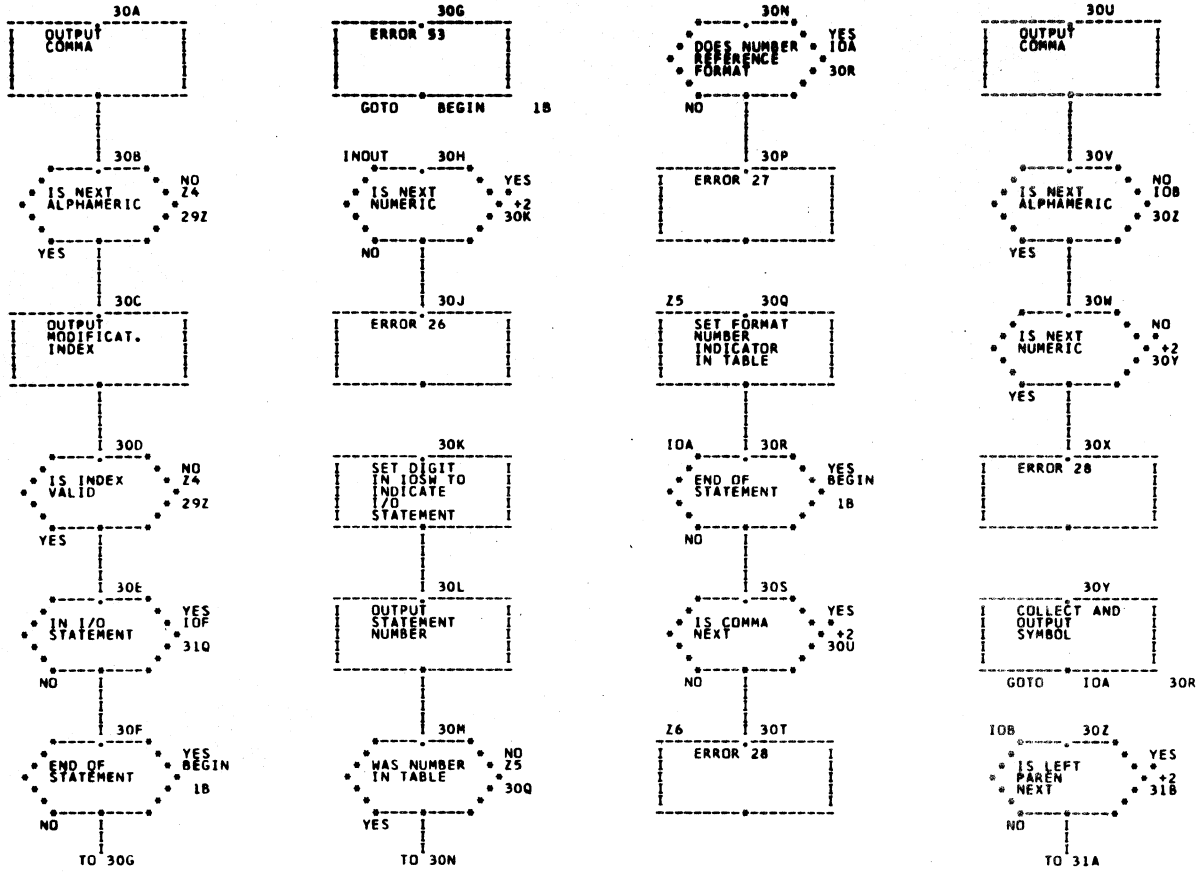 30A
OUTPUT
COMMA
30B
IS NEXT
ALPHAMERIC
NO
Z4
29Z
YES
30C
OUTPUT
MODIFICAT.
INDEX
30D
IS INDEX
VALID
NO
Z4
29Z
YES
30E
IN I/O
STATEMENT
YES
IOF
31Q
NO
30F
END OF
STATEMENT
YES
BEGIN
1B
NO
TO 30G
30G
ERROR 53
GOTO BEGIN 1B
INOUT 30H
IS NEXT
NUMERIC
YES
+2
30K
NO
30J
ERROR 26
30K
SET DIGIT
IN IOSW TO
INDICATE
I/O
STATEMENT
30L
OUTPUT
STATEMENT
NUMBER
30M
WAS NUMBER
IN TABLE
NO
Z5
30Q
YES
TO 30N
30N
DOES NUMBER
REFERENCE
FORMAT
YES
IOA
30R
NO
30P
ERROR 27
Z5 30Q
SET FORMAT
NUMBER
INDICATOR
IN TABLE
IOA 30R
END OF
STATEMENT
YES
BEGIN
1B
NO
30S
IS COMMA
NEXT
YES
+2
30U
NO
Z6 30T
ERROR 28
30U
OUTPUT
COMMA
30V
IS NEXT
ALPHAMERIC
NO
IOB
30Z
YES
30W
IS NEXT
NUMERIC
NO
+2
30Y
YES
30X
ERROR 28
30Y
COLLECT AND
OUTPUT
SYMBOL
GOTO IOA 30R
IOB 30Z
IS LEFT
PAREN
NEXT
YES
+2
31B
NO
TO 31A